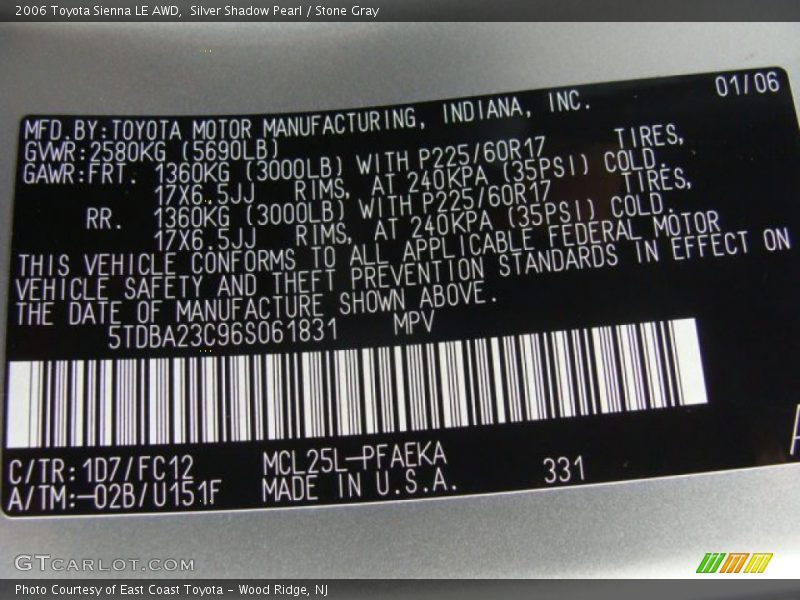 2006 Toyota Sienna LE AWD,  Silver Shadow Pearl / Stone Gray
01/06
MFD.BY:TOYOTA MOTOR MANUFACTURING, INDIANA, INC.
GVWR:2580KG (5690LB)
GAWR:FRT. 1360KG (3000LB) WITH P225/60R17 TIRES,
17X6.5JJ RIMS, AT 240KPA (35PSI) COLD.
RR. 1360KG (3000LB) WITH P225/60R17 TIRES,
17X6.5JJ RIMS, AT 240KPA (35PSI) COLD.
THIS VEHICLE CONFORMS TO ALL APPLICABLE FEDERAL MOTOR
VEHICLE SAFETY AND THEFT PREVENTION STANDARDS IN EFFECT ON
THE DATE OF MANUFACTURE SHOWN ABOVE.
5TDBA23C96S061831 MPV
C/TR:1D7/FC12 MCL25L-PFAEKA
A/TM:-02B/U151F MADE IN U.S.A. 331
GTCARLOT.COM
Photo Courtesy of East Coast Toyota - Wood Ridge, NJ